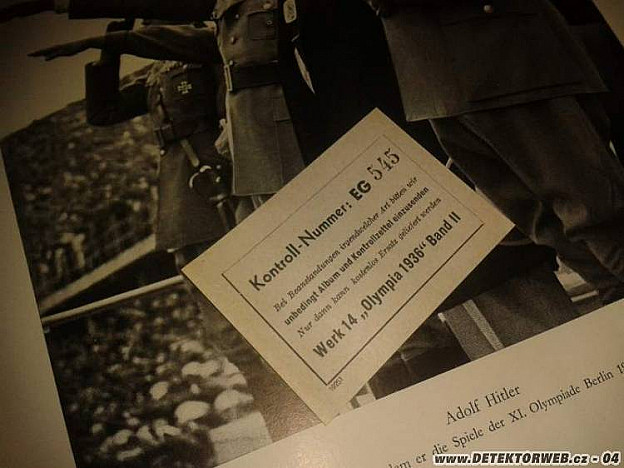 Kontroll-Nummer: EG 545
Bei Beanstandungen irgendwelcher Art bitten wir
unbedingt Album und Kontrollzettel einzusenden
Nur dann kann kostenlos Ersatz geliefert werden
Werk 14 „Olympia 1936“ Band II
Adolf Hitler
er die Spiele der XI. Olympiade Berlin
www.DETEKTORWEB.cz - 04